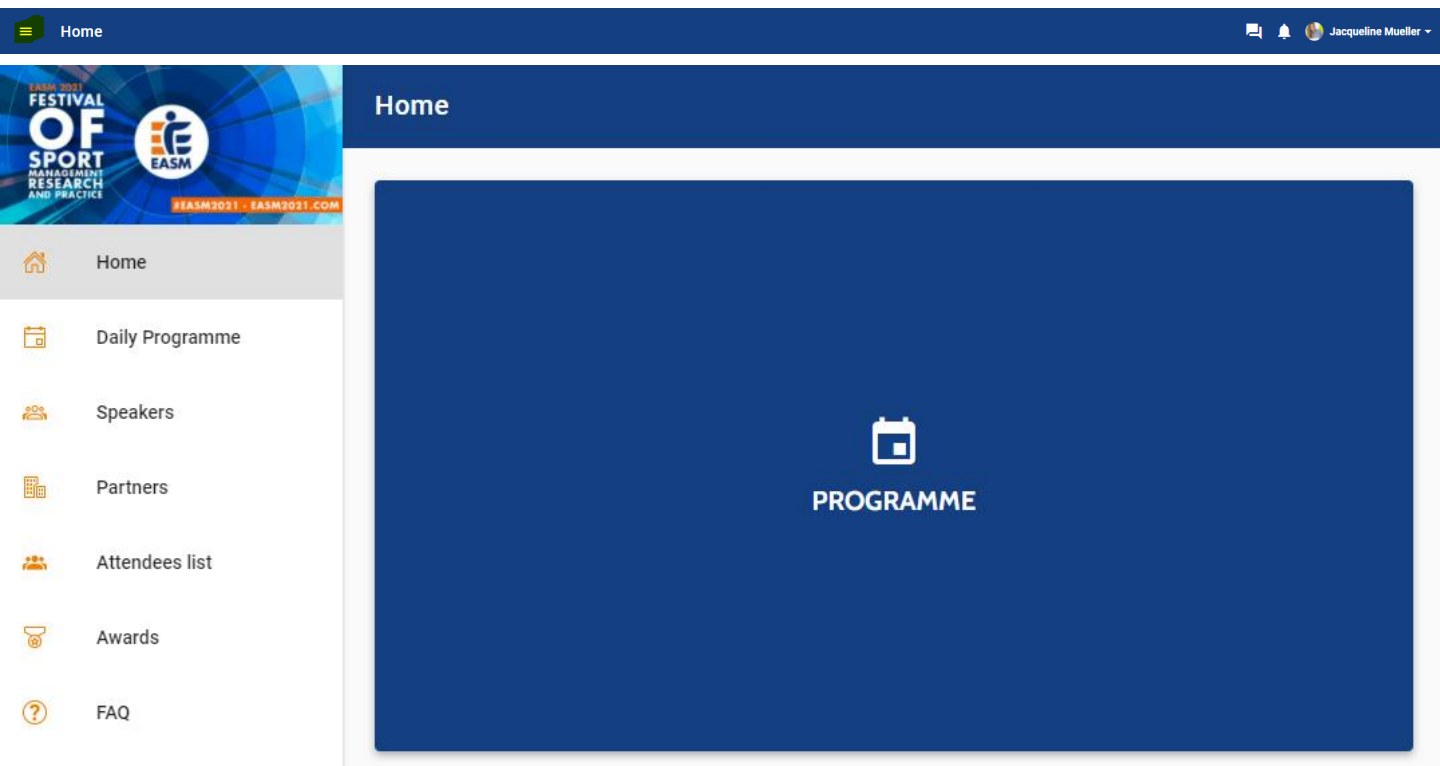 Home
Jacqueline Mueller
EASM 2021
FESTIVAL
OF
SPORT
MANAGEMENT
RESEARCH
AND PRACTICE
EASM
#EASM2021 - EASM2021.COM
Home
Home
Daily Programme
Speakers
Partners
Attendees list
Awards
FAQ
PROGRAMME